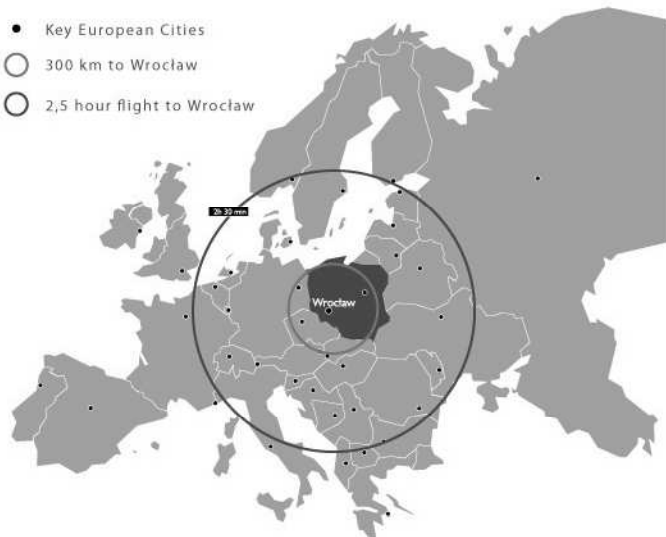 Key European Cities
300 km to Wrocław
2,5 hour flight to Wrocław
2h 30 min
Wrocław